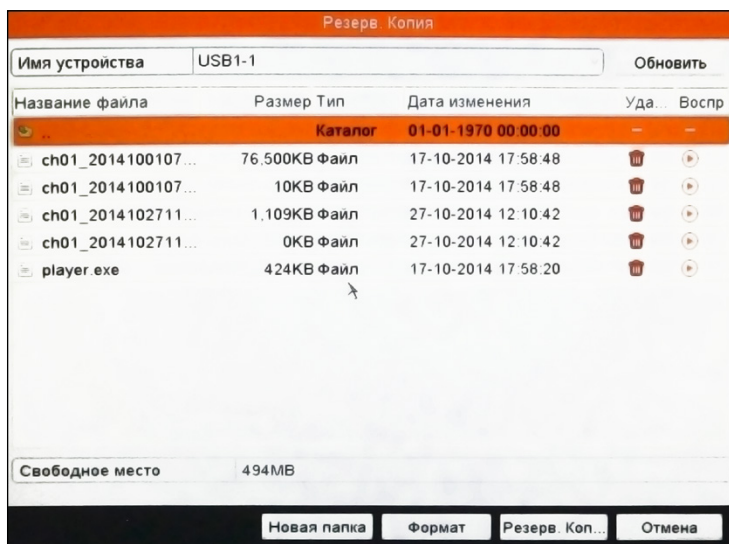 Резерв. Копия
Имя устройства USB1-1 Обновить
Название файла Размер Тип Дата изменения Уда... Воспр
.. Каталог 01-01-1970 00:00:00 — —
ch01_2014100107... 76,500KB Файл 17-10-2014 17:58:48
ch01_2014100107... 10KB Файл 17-10-2014 17:58:48
ch01_2014102711... 1,109KB Файл 27-10-2014 12:10:42
ch01_2014102711... 0KB Файл 27-10-2014 12:10:42
player.exe 424KB Файл 17-10-2014 17:58:20
Свободное место 494MB
Новая папка Формат Резерв. Коп... Отмена